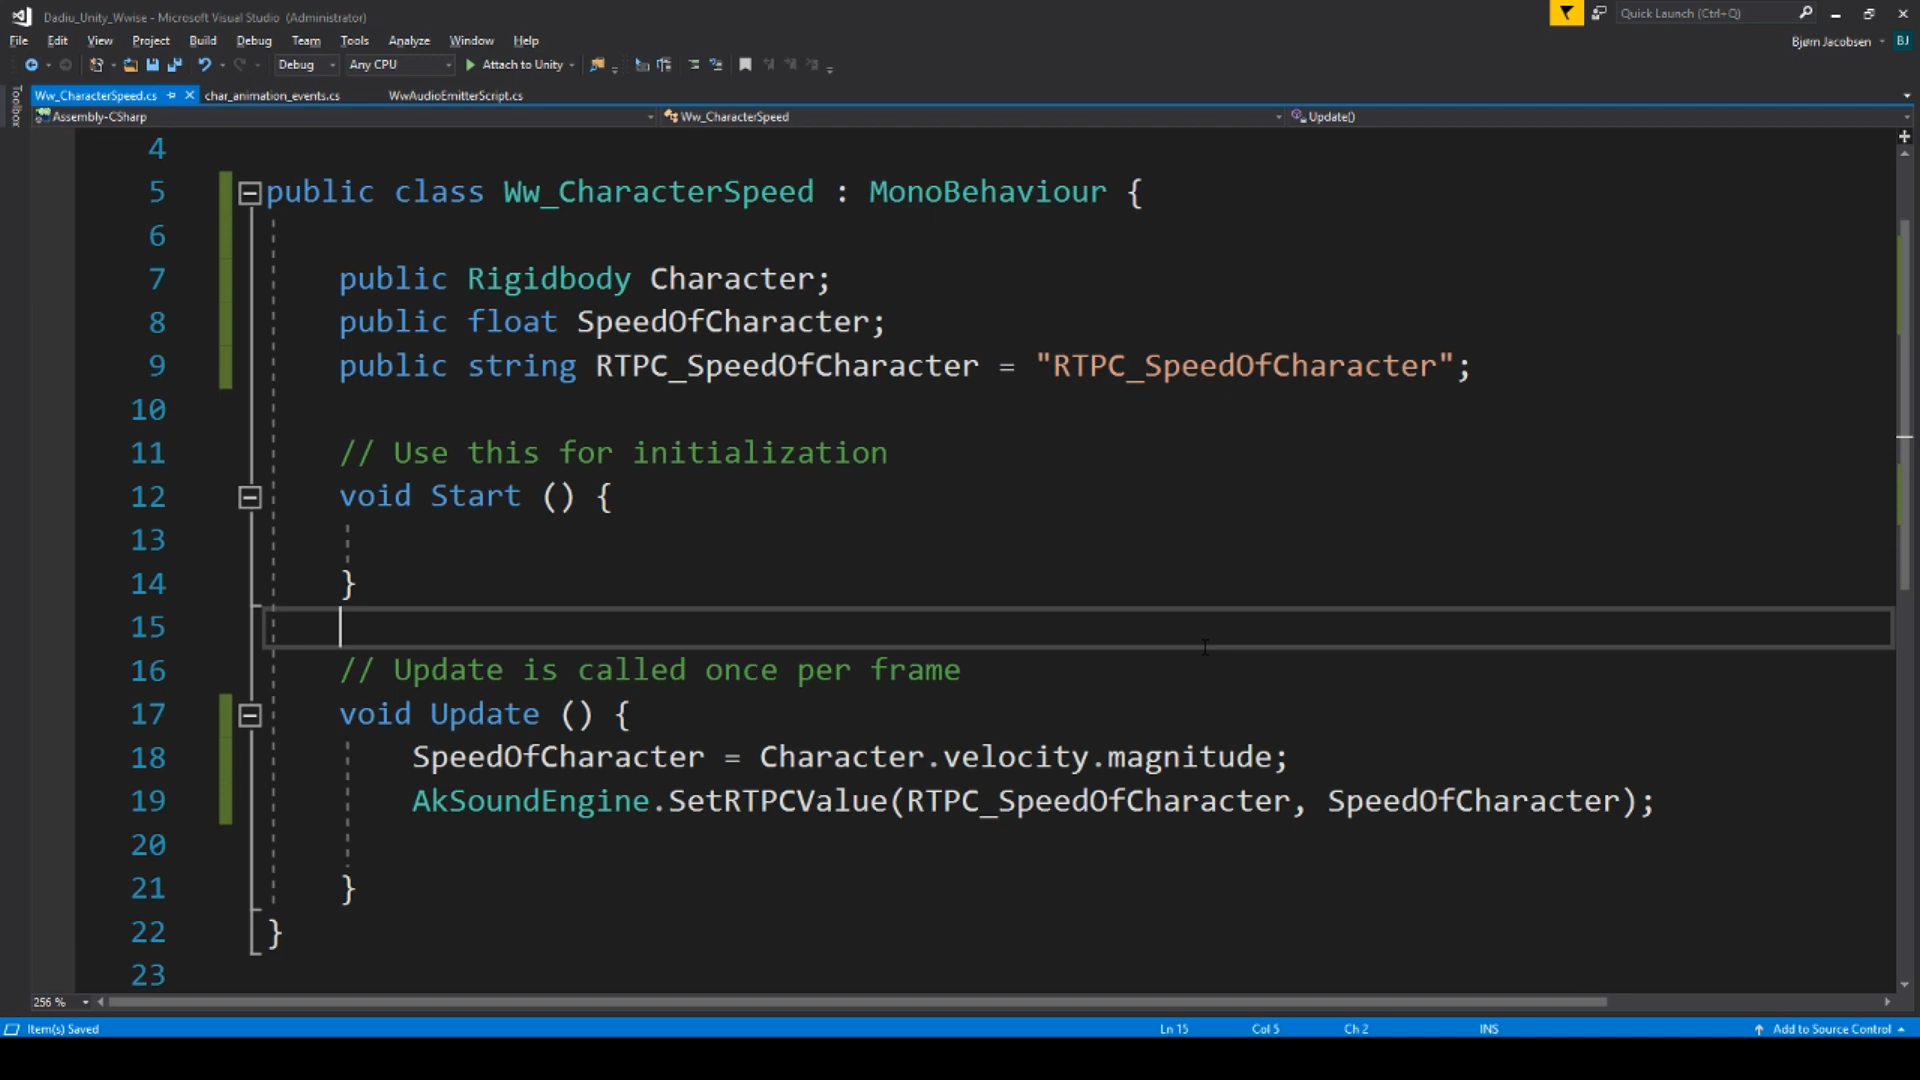 Dadiu_Unity_Wwise - Microsoft Visual Studio (Administrator)
Quick Launch (Ctrl+Q)
File Edit View Project Build Debug Team Tools Analyze Window Help
Bjørn Jacobsen BJ
Debug Any CPU Attach to Unity
Toolbox
Ww_CharacterSpeed.cs char_animation_events.cs WwAudioEmitterScript.cs
Assembly-CSharp Ww_CharacterSpeed Update()
4
5 public class Ww_CharacterSpeed : MonoBehaviour {
6
7 public Rigidbody Character;
8 public float SpeedOfCharacter;
9 public string RTPC_SpeedOfCharacter = "RTPC_SpeedOfCharacter";
10
11 // Use this for initialization
12 void Start () {
13
14 }
15
16 // Update is called once per frame
17 void Update () {
18 SpeedOfCharacter = Character.velocity.magnitude;
19 AkSoundEngine.SetRTPCValue(RTPC_SpeedOfCharacter, SpeedOfCharacter);
20
21 }
22 }
23
256 %
Item(s) Saved Ln 15 Col 5 Ch 2 INS Add to Source Control